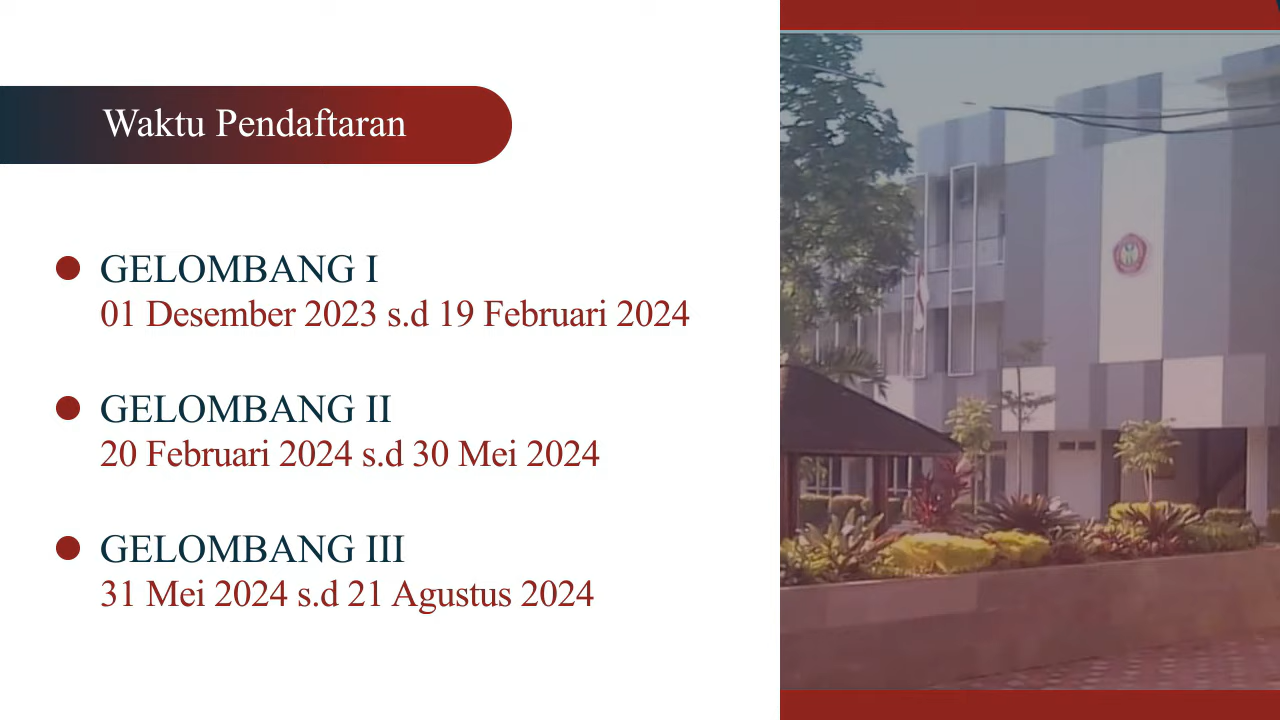 Waktu Pendaftaran
GELOMBANG I
01 Desember 2023 s.d 19 Februari 2024
GELOMBANG II
20 Februari 2024 s.d 30 Mei 2024
GELOMBANG III
31 Mei 2024 s.d 21 Agustus 2024